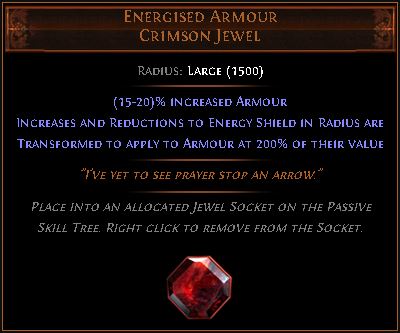 Energised Armour
Crimson Jewel
Radius: Large (1500)
(15-20)% increased Armour
Increases and Reductions to Energy Shield in Radius are
Transformed to apply to Armour at 200% of their value
"I've yet to see prayer stop an arrow."
Place into an allocated Jewel Socket on the Passive
Skill Tree. Right click to remove from the Socket.